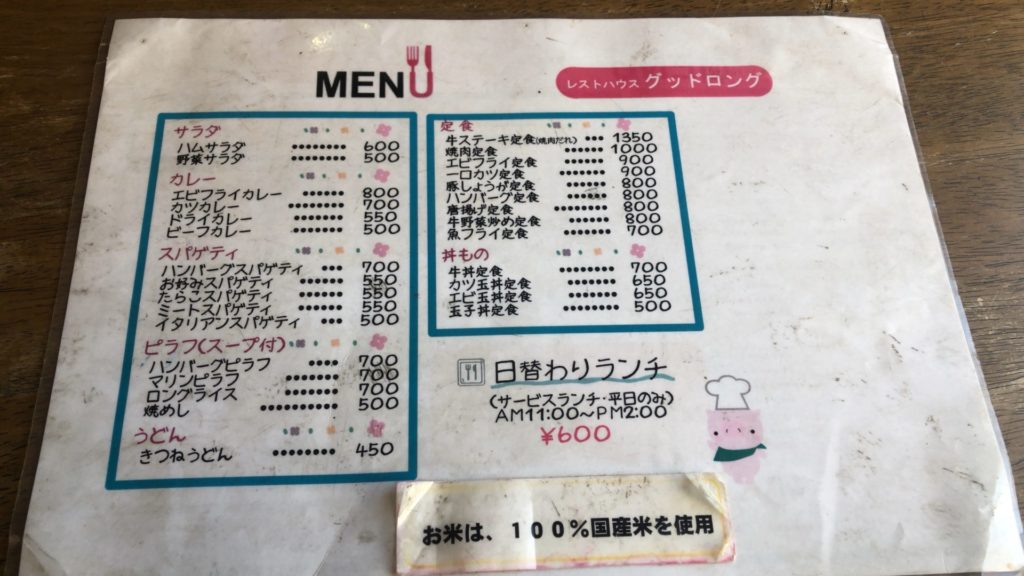 MENU
レストハウス グッドロング
サラダ
ハムサラダ ••••••••• 600
野菜サラダ ••••••••• 500
カレー
エビフライカレー •••••• 800
カツカレー ••••••••• 700
ドライカレー •••••••• 550
ビーフカレー •••••••• 500
スパゲティ
ハンバーグスパゲティ ••• 700
お好みスパゲティ ••••• 550
たらこスパゲティ ••••• 550
ミートスパゲティ ••••• 550
イタリアンスパゲティ ••• 500
ピラフ(スープ付)
ハンバーグピラフ •••• 700
マリンピラフ ••••••• 700
ロングライス ••••••• 700
焼めし ••••••••••• 500
うどん
きつねうどん ••••••••• 450
定食
牛ステーキ定食(焼肉だれ) ••• 1350
焼肉定食 •••••••• 1000
エビフライ定食 •••••• 900
一口カツ定食 ••••••• 900
豚しょうが定食 •••••• 800
ハンバーグ定食 •••••• 800
唐揚げ定食 •••••••• 800
牛野菜炒め定食 •••••• 800
魚フライ定食 ••••••• 700
丼もの
牛丼定食 •••••••• 700
カツ玉丼定食 ••••••• 650
エビ玉丼定食 ••••••• 650
玉子丼定食 •••••••• 500
日替わりランチ
(サービスランチ・平日のみ)
AM11:00〜PM2:00
¥600
お米は、100%国産米を使用